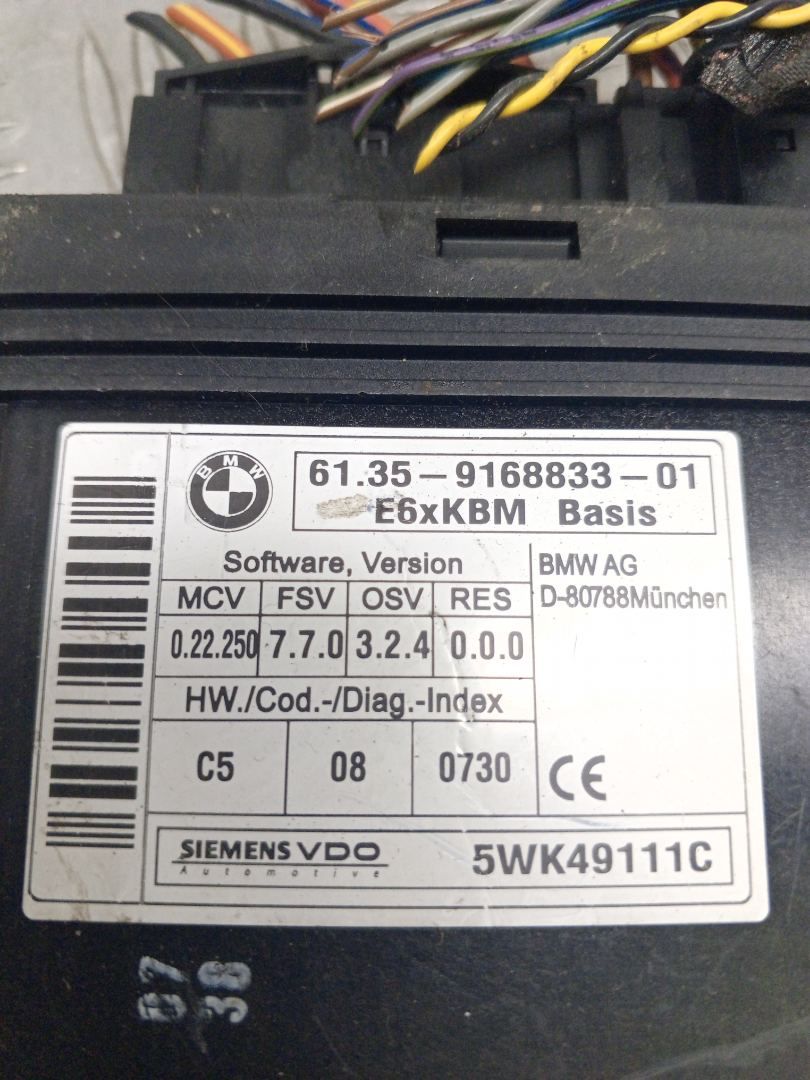 BMW
61.35-9168833-01
E6xKBM Basis
Software, Version
MCV FSV OSV RES
0.22.250 7.7.0 3.2.4 0.0.0
BMW AG
D-80788München
HW./Cod.-/Diag.-Index
C5 08 0730
CE
SIEMENS VDO
Automotive
5WK49111C
07
38